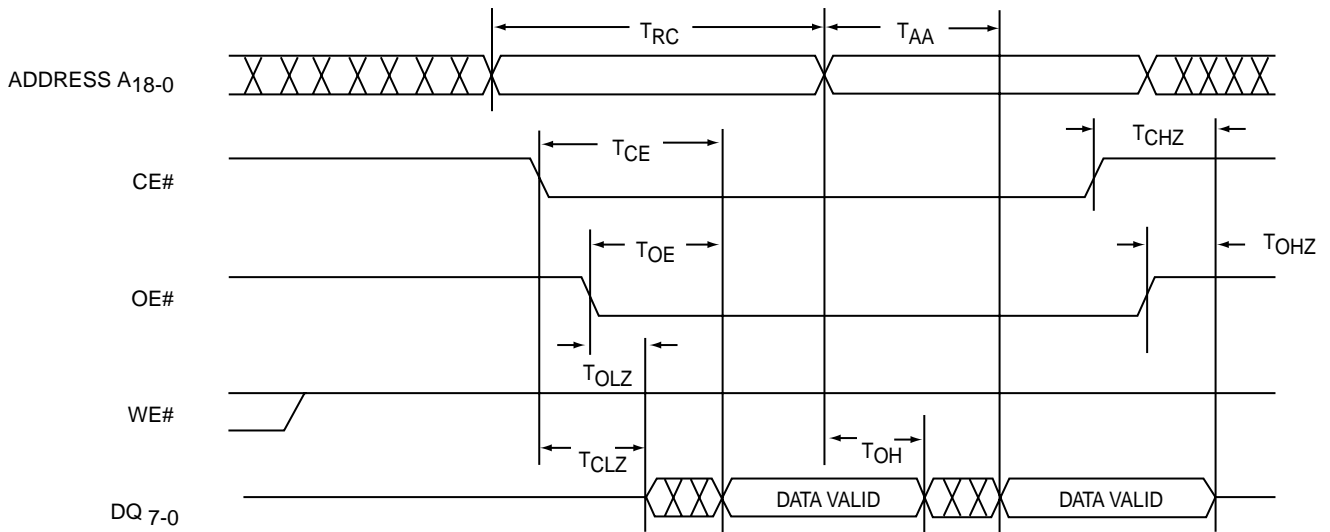 TRC TAA
ADDRESS A18-0
TCE TCHZ
CE#
TOE TOHZ
OE#
TOLZ
WE#
TCLZ TOH
DQ 7-0 DATA VALID DATA VALID